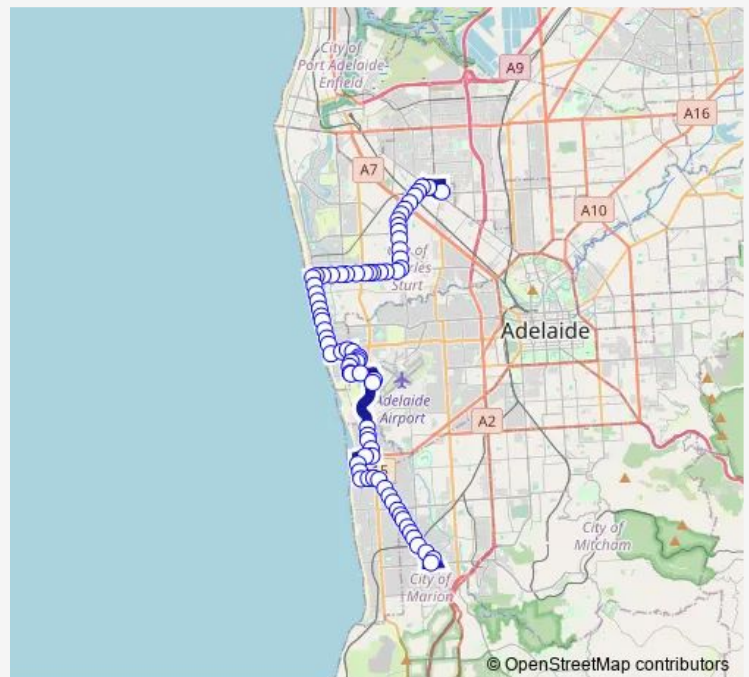 City of
Port Adelaide
Enfield
A9
A16
A7
A10
City of
Charles
Sturt
Adelaide
Adelaide
Airport
A2
A15
City of
Mitcham
City of
Marion
© OpenStreetMap contributors